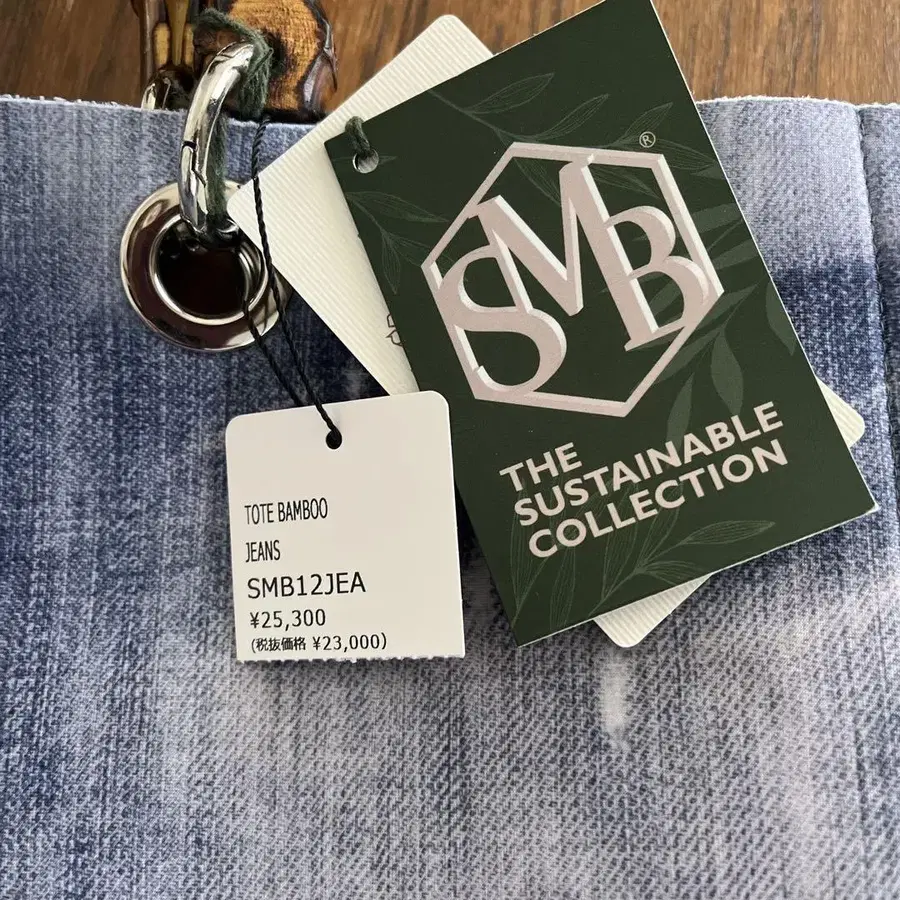 SMB
®
THE
SUSTAINABLE
COLLECTION
TOTE BAMBOO
JEANS
SMB12JEA
¥25,300
(税抜価格 ¥23,000)